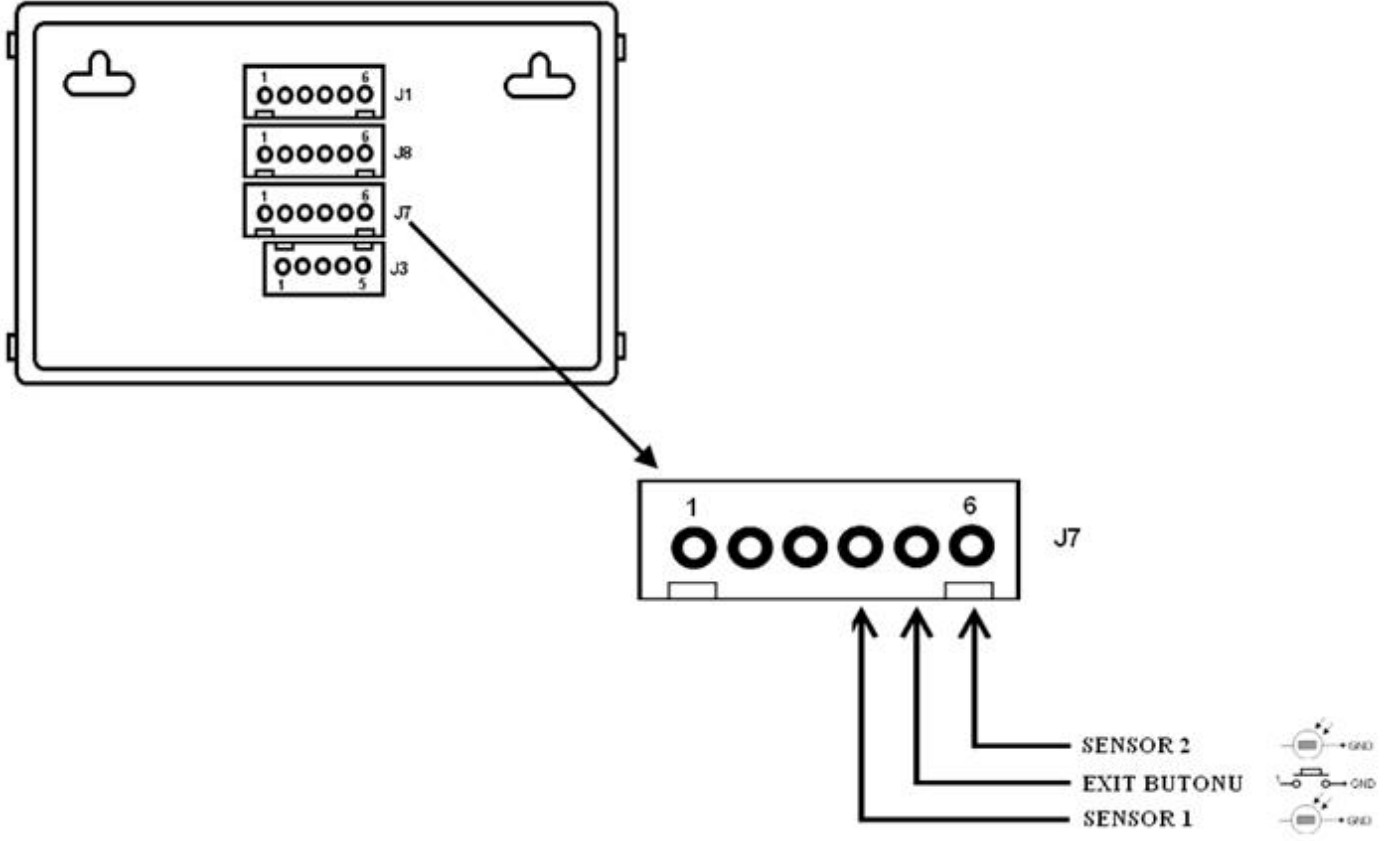 1 6
J1
1 6
J8
1 6
J7
J3
1 5
1 6
J7
SENSOR 2 GND
EXIT BUTONU GND
SENSOR 1 GND